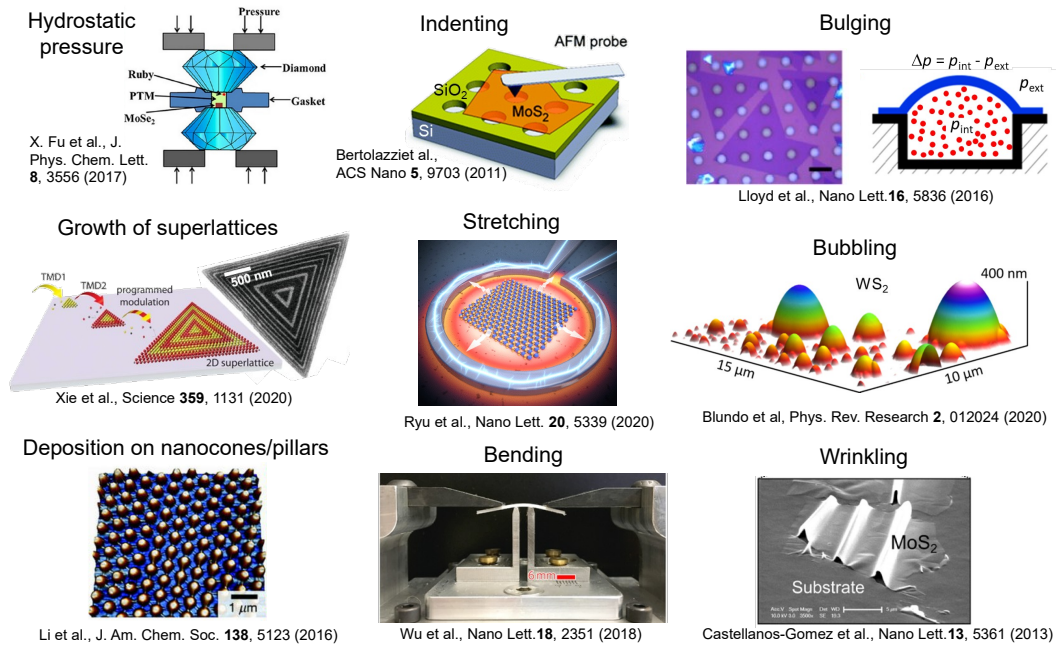 Hydrostatic
pressure
Pressure
Ruby
PTM
MoSe₂
Diamond
Gasket
X. Fu et al., J.
Phys. Chem. Lett.
8, 3556 (2017)
Indenting
AFM probe
SiO₂
MoS₂
Si
Bertolazziet al.,
ACS Nano 5, 9703 (2011)
Bulging
Δp = pint - pext
pext
pint
Lloyd et al., Nano Lett.16, 5836 (2016)
Growth of superlattices
TMD1
TMD2
programmed
modulation
2D superlattice
500 nm
Xie et al., Science 359, 1131 (2020)
Stretching
Ryu et al., Nano Lett. 20, 5339 (2020)
Bubbling
WS₂
400 nm
15 µm
10 µm
Blundo et al, Phys. Rev. Research 2, 012024 (2020)
Deposition on nanocones/pillars
1 µm
Li et al., J. Am. Chem. Soc. 138, 5123 (2016)
Bending
6 mm
Wu et al., Nano Lett.18, 2351 (2018)
Wrinkling
MoS₂
Substrate
Castellanos-Gomez et al., Nano Lett.13, 5361 (2013)